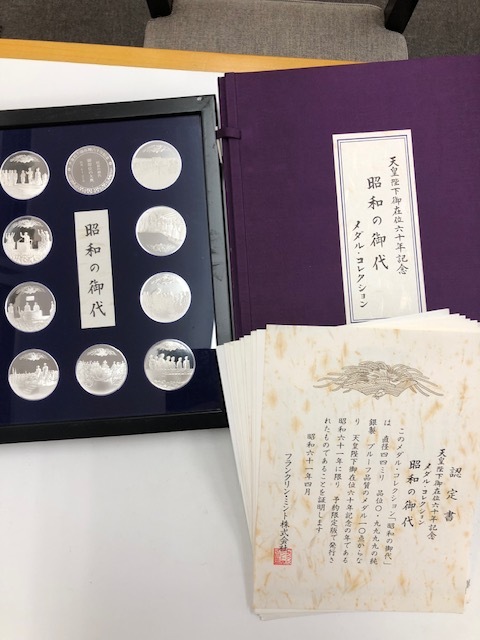 昭和の御代
天皇陛下御在位六十年記念
昭和の御代
メダル・コレクション
認定書
天皇陛下御在位六十年記念
メダル・コレクション
昭和の御代
このメダル・コレクション「昭和の御代」
は、直径四四ミリ 品位〇・九九九の純
銀製、プルーフ品質のメダル一〇点からな
り、天皇陛下御在位六十年記念の年である
昭和六十一年に限り 予約限定版で発行さ
れたものであることを証明します
昭和六十一年四月
フランクリン・ミント株式会社